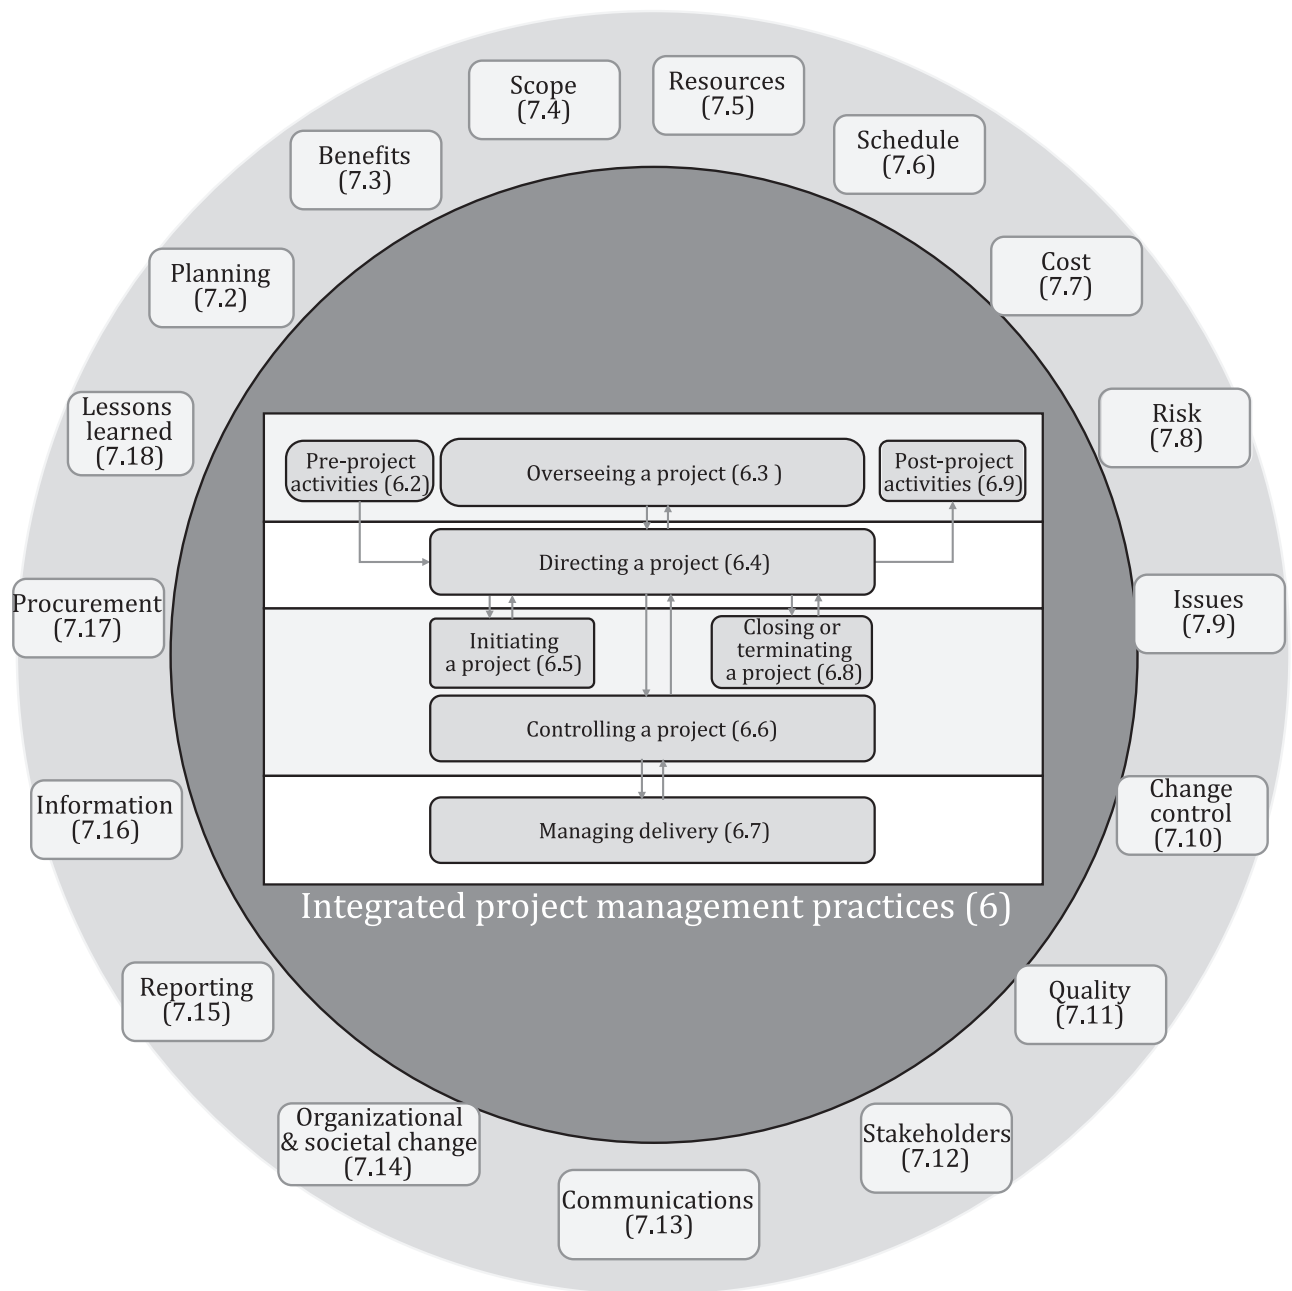 Scope
(7.4)
Resources
(7.5)
Schedule
(7.6)
Benefits
(7.3)
Cost
(7.7)
Planning
(7.2)
Risk
(7.8)
Lessons
learned
(7.18)
Pre-project
activities (6.2)
Overseeing a project (6.3 )
Post-project
activities (6.9)
Directing a project (6.4)
Procurement
(7.17)
Issues
(7.9)
Initiating
a project (6.5)
Closing or
terminating
a project (6.8)
Controlling a project (6.6)
Information
(7.16)
Change
control
(7.10)
Managing delivery (6.7)
Integrated project management practices (6)
Reporting
(7.15)
Quality
(7.11)
Organizational
& societal change
(7.14)
Stakeholders
(7.12)
Communications
(7.13)